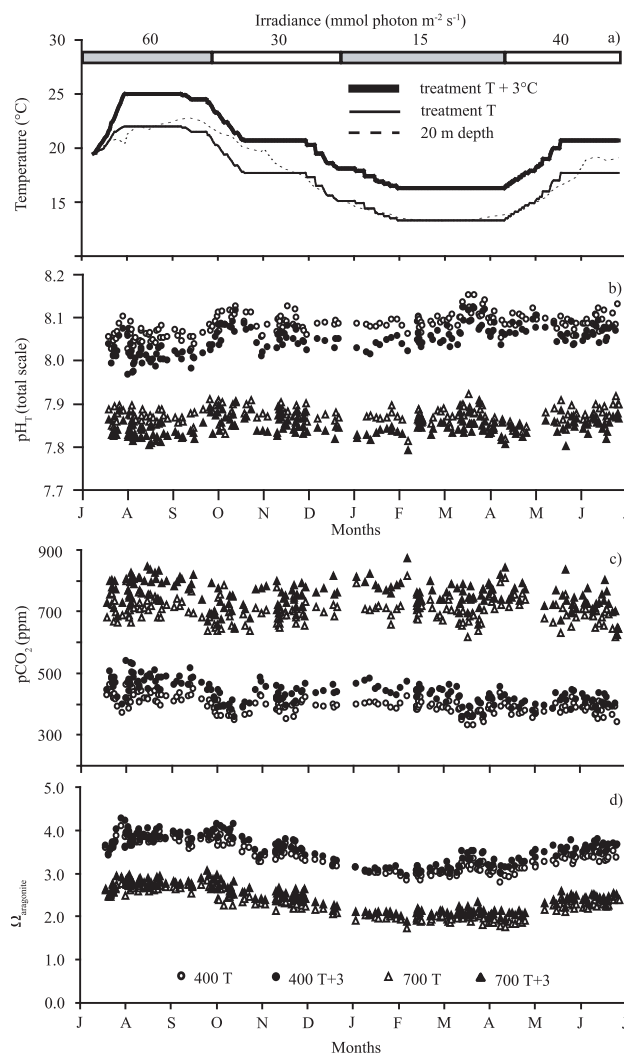 Irradiance (mmol photon m⁻² s⁻¹)
60 30 15 40 a)
30
25
20
15
Temperature (°C)
treatment T + 3°C
treatment T
20 m depth
b)
8.2
8.1
8.0
7.9
7.8
7.7
pH_T (total scale)
J A S O N D J F M A M J J
Months
c)
900
700
500
300
pCO₂ (ppm)
d)
5.0
4.0
3.0
2.0
1.0
0.0
Ω_aragonite
400 T 400 T+3 700 T 700 T+3
J A S O N D J F M A M J J
Months